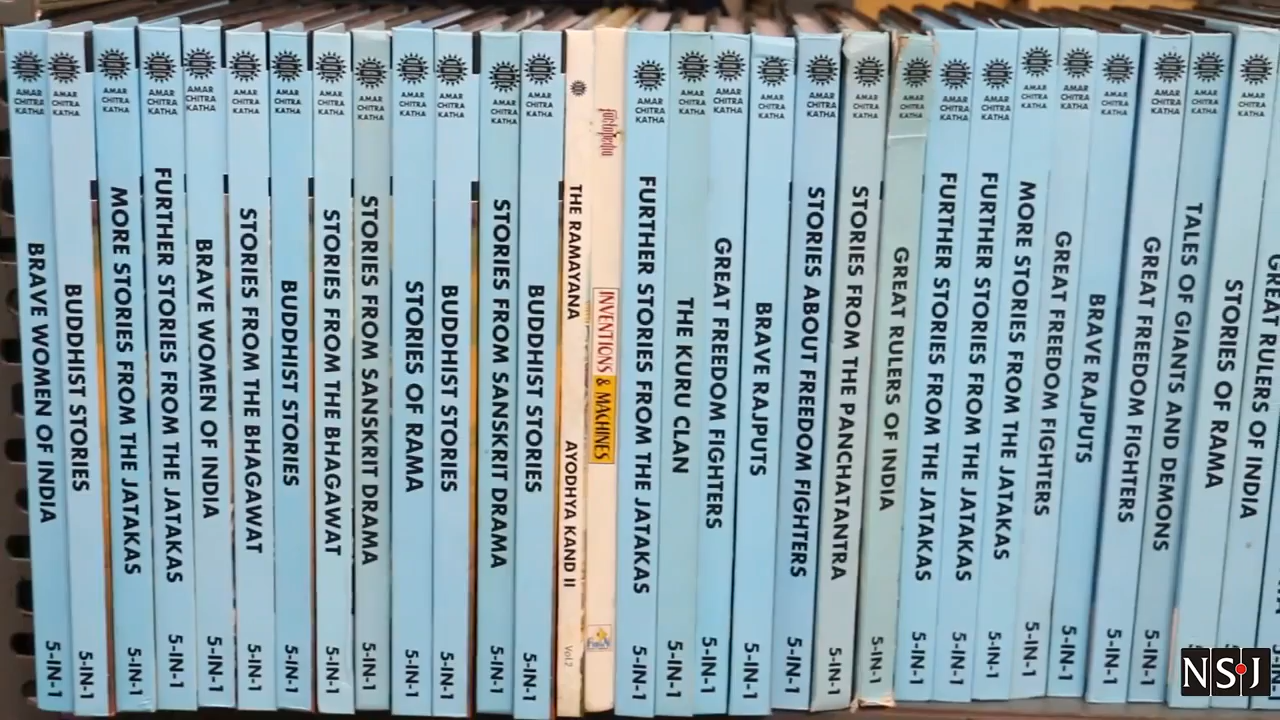 AMAR CHITRA KATHA BRAVE WOMEN OF INDIA 5-IN-1
AMAR CHITRA KATHA BUDDHIST STORIES 5-IN-1
AMAR CHITRA KATHA MORE STORIES FROM THE JATAKAS 5-IN-1
AMAR CHITRA KATHA FURTHER STORIES FROM THE JATAKAS 5-IN-1
AMAR CHITRA KATHA BRAVE WOMEN OF INDIA 5-IN-1
AMAR CHITRA KATHA STORIES FROM THE BHAGAWAT 5-IN-1
AMAR CHITRA KATHA BUDDHIST STORIES 5-IN-1
AMAR CHITRA KATHA STORIES FROM THE BHAGAWAT 5-IN-1
AMAR CHITRA KATHA STORIES FROM SANSKRIT DRAMA 5-IN-1
AMAR CHITRA KATHA STORIES OF RAMA 5-IN-1
AMAR CHITRA KATHA BUDDHIST STORIES 5-IN-1
AMAR CHITRA KATHA STORIES FROM SANSKRIT DRAMA 5-IN-1
AMAR CHITRA KATHA BUDDHIST STORIES 5-IN-1
THE RAMAYANA AYODHYA KAND II Vol.2
INVENTIONS & MACHINES
AMAR CHITRA KATHA FURTHER STORIES FROM THE JATAKAS 5-IN-1
AMAR CHITRA KATHA THE KURU CLAN 5-IN-1
AMAR CHITRA KATHA GREAT FREEDOM FIGHTERS 5-IN-1
AMAR CHITRA KATHA BRAVE RAJPUTS 5-IN-1
AMAR CHITRA KATHA STORIES ABOUT FREEDOM FIGHTERS 5-IN-1
AMAR CHITRA KATHA STORIES FROM THE PANCHATANTRA 5-IN-1
AMAR CHITRA KATHA GREAT RULERS OF INDIA 5-IN-1
AMAR CHITRA KATHA FURTHER STORIES FROM THE JATAKAS 5-IN-1
AMAR CHITRA KATHA FURTHER STORIES FROM THE JATAKAS 5-IN-1
AMAR CHITRA KATHA MORE STORIES FROM THE JATAKAS 5-IN-1
AMAR CHITRA KATHA GREAT FREEDOM FIGHTERS 5-IN-1
AMAR CHITRA KATHA BRAVE RAJPUTS 5-IN-1
AMAR CHITRA KATHA GREAT FREEDOM FIGHTERS 5-IN-1
AMAR CHITRA KATHA TALES OF GIANTS AND DEMONS
AMAR CHITRA KATHA STORIES OF RAMA
GREAT RULERS OF INDIA
NSJ